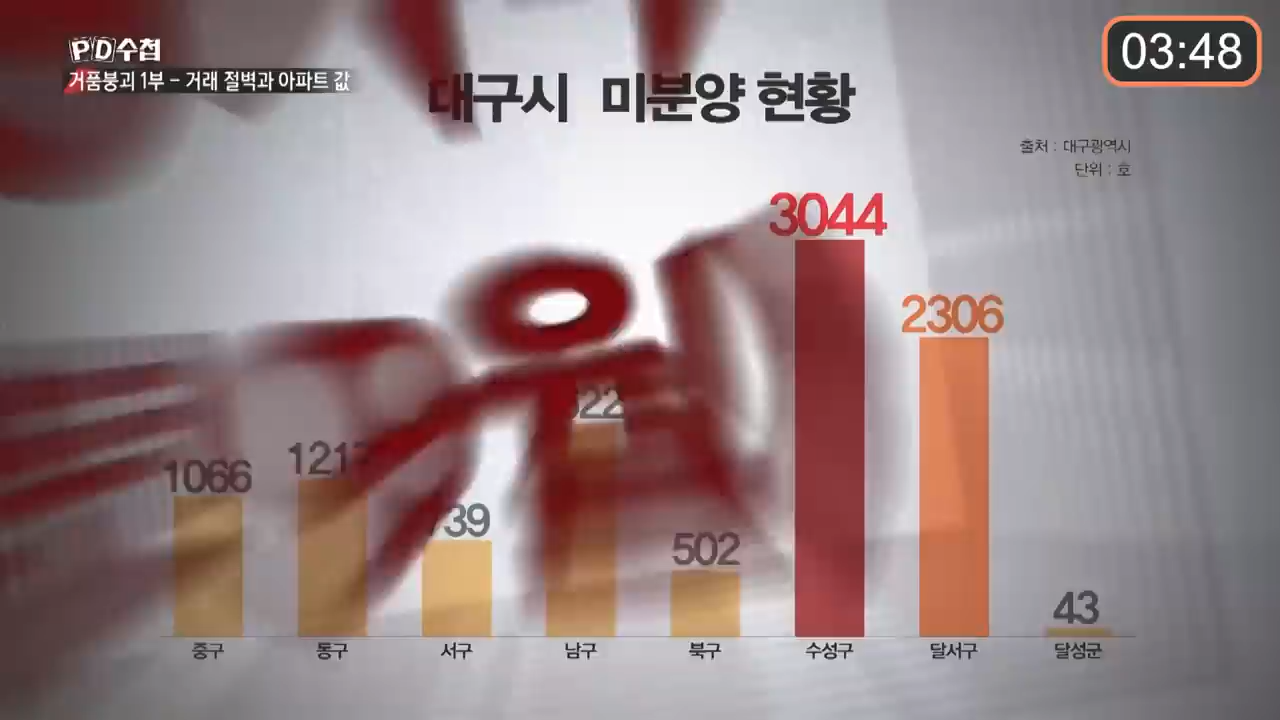 PD수첩
거품붕괴 1부 - 거래 절벽과 아파트 값
03:48
대구시 미분양 현황
출처 : 대구광역시
단위 : 호
3044
2306
1066
502
43
중구 동구 서구 남구 북구 수성구 달서구 달성군